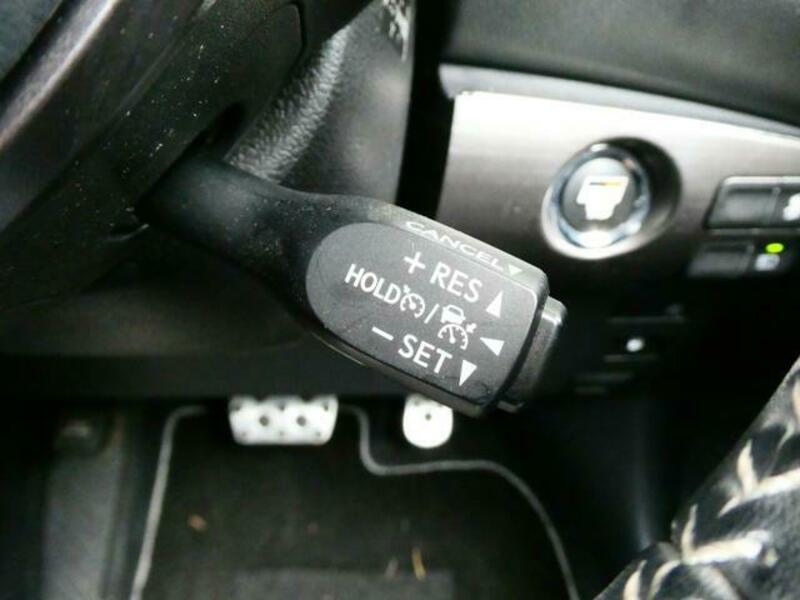 CANCEL
+ RES
HOLD /
− SET